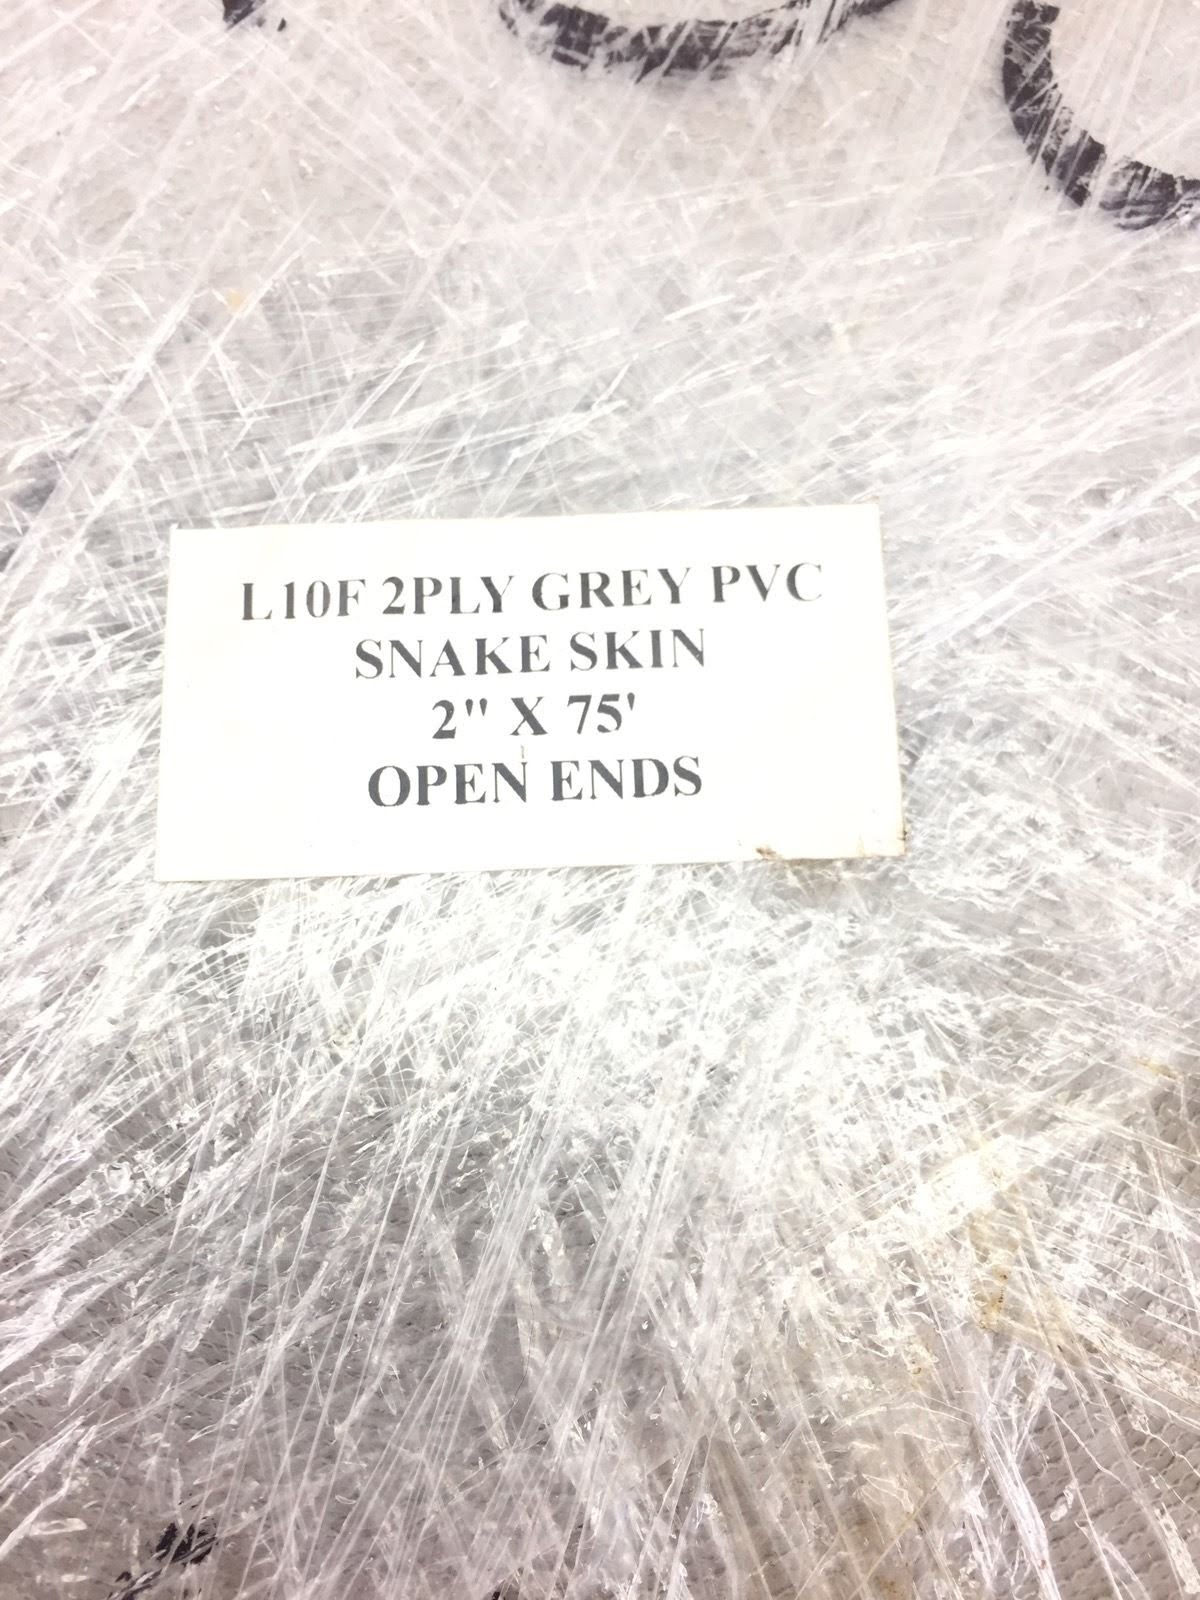 L10F 2PLY GREY PVC
SNAKE SKIN
2" X 75'
OPEN ENDS